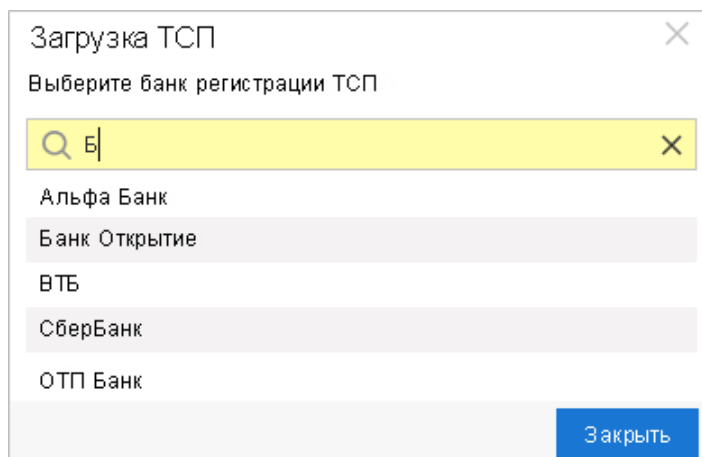 Загрузка ТСП
Выберите банк регистрации ТСП
Б
Альфа Банк
Банк Открытие
ВТБ
СберБанк
ОТП Банк
Закрыть